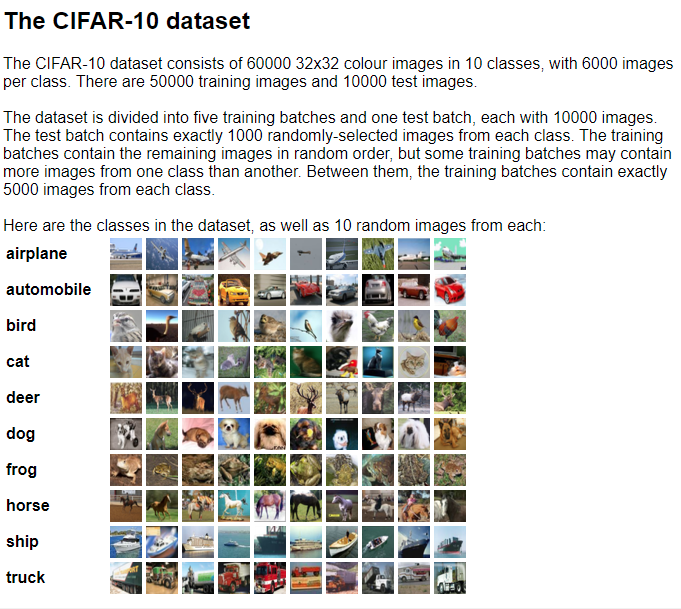 The CIFAR-10 dataset
The CIFAR-10 dataset consists of 60000 32x32 colour images in 10 classes, with 6000 images
per class. There are 50000 training images and 10000 test images.
The dataset is divided into five training batches and one test batch, each with 10000 images.
The test batch contains exactly 1000 randomly-selected images from each class. The training
batches contain the remaining images in random order, but some training batches may contain
more images from one class than another. Between them, the training batches contain exactly
5000 images from each class.
Here are the classes in the dataset, as well as 10 random images from each:
airplane
automobile
bird
cat
deer
dog
frog
horse
ship
truck